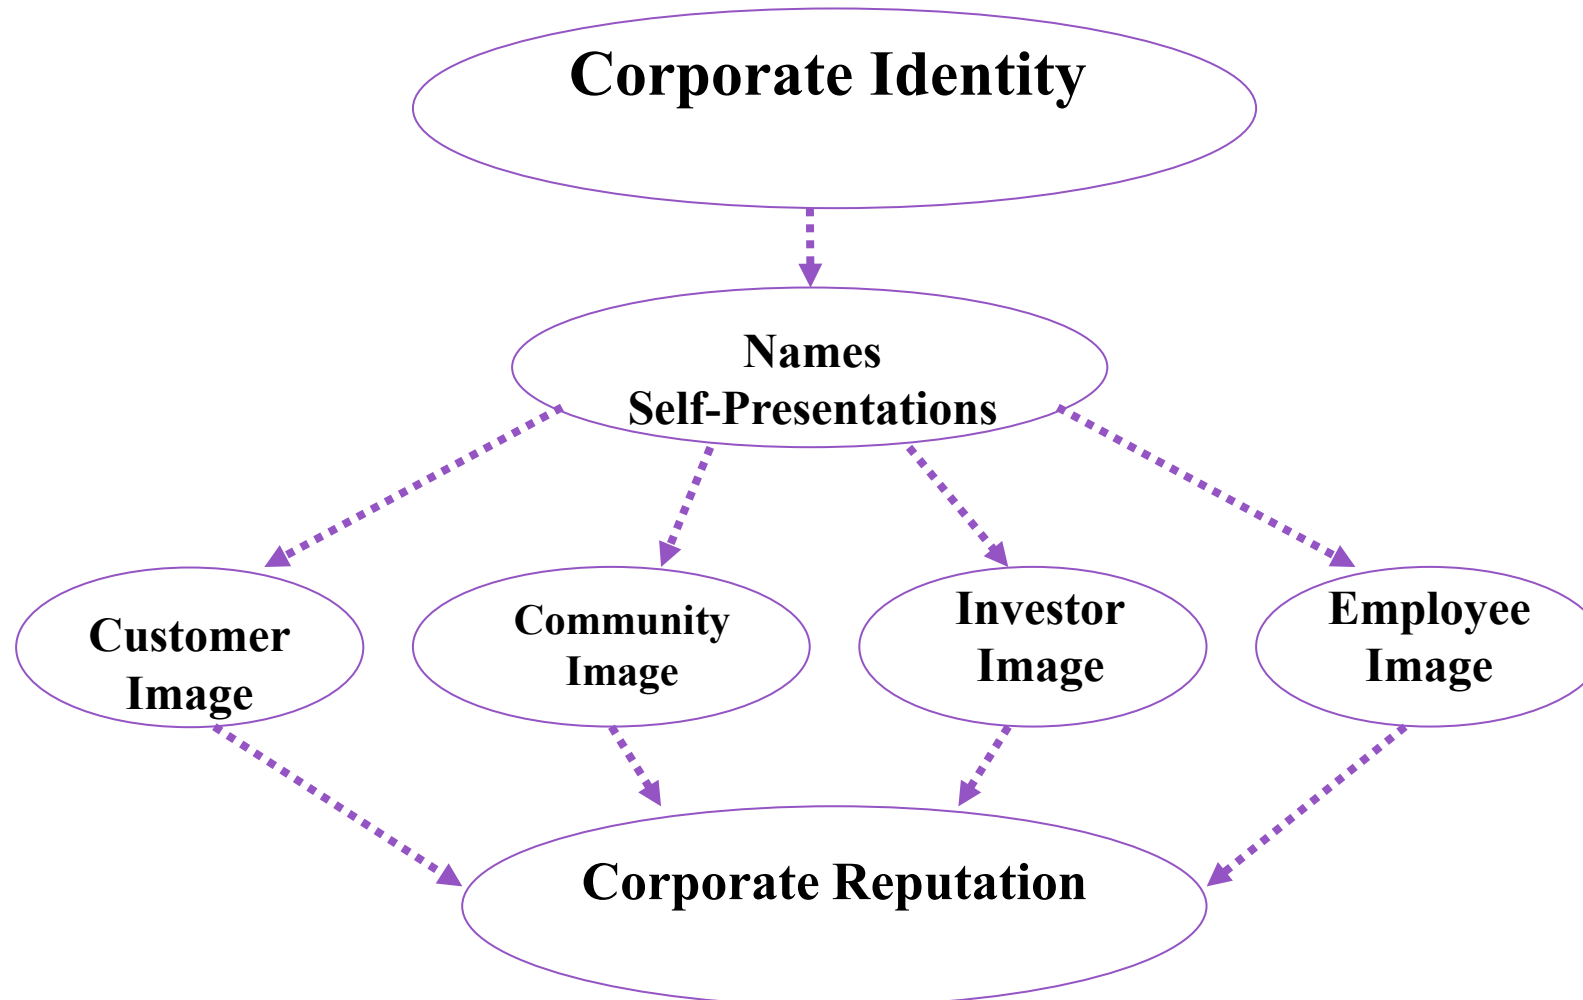 Corporate Identity
Names
Self-Presentations
Customer
Image
Community
Image
Investor
Image
Employee
Image
Corporate Reputation